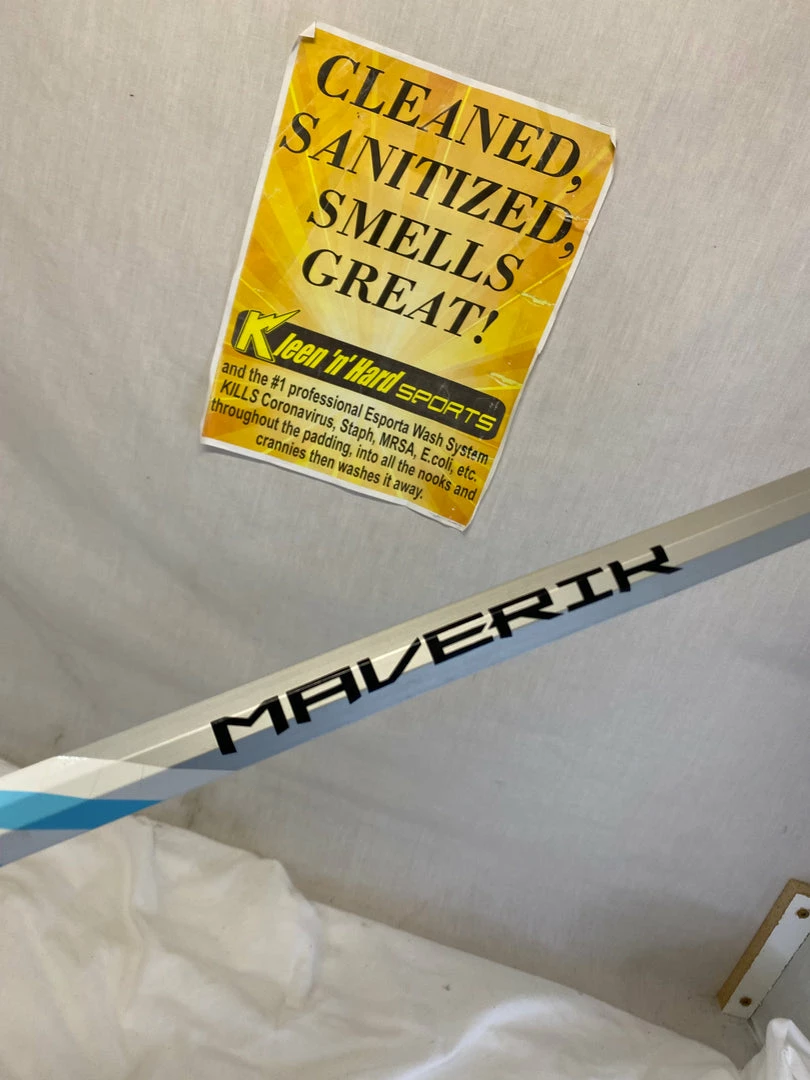 CLEANED,
SANITIZED,
SMELLS
GREAT!
Kleen 'n' Hard SPORTS
and the #1 professional Esporta Wash System
KILLS Coronavirus, Staph, MRSA, E.coli, etc.
throughout the padding, into all the nooks and
crannies then washes it away.
MAVERIK